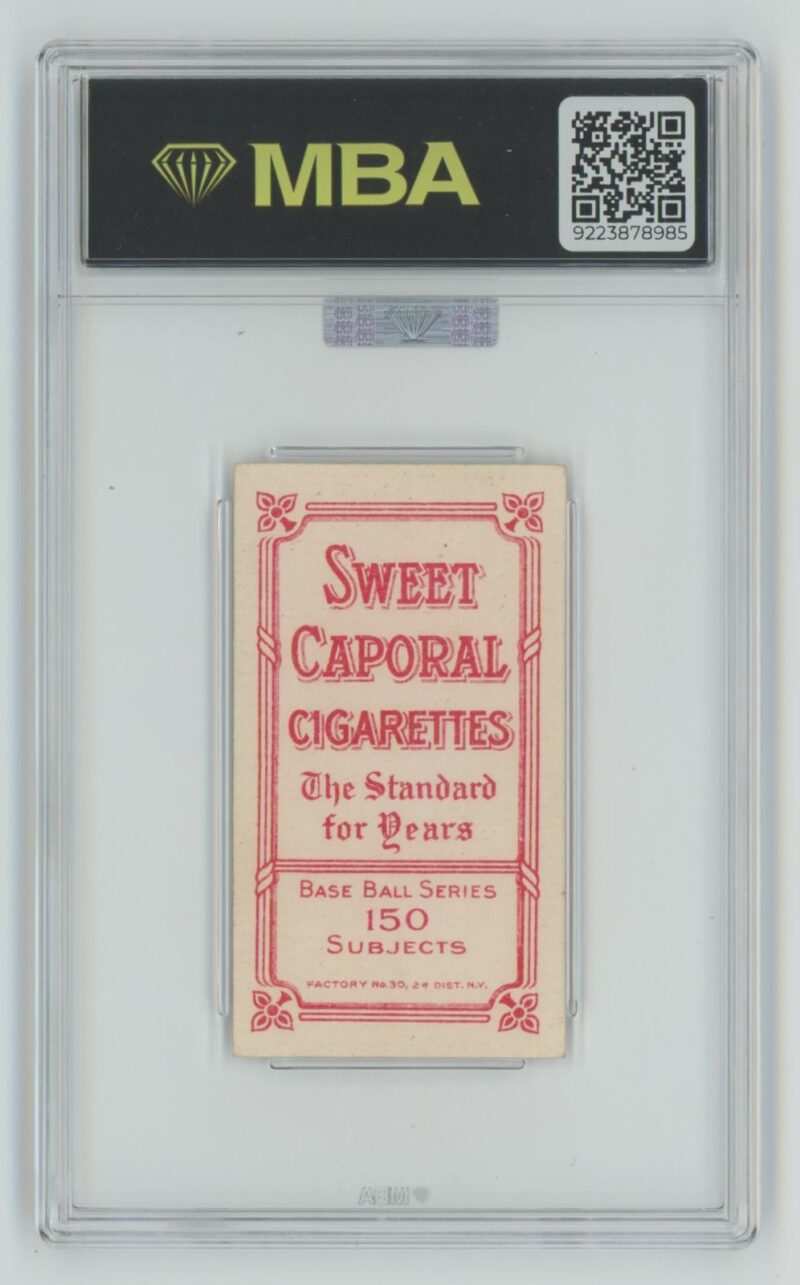 MBA
9223878985
SWEET
CAPORAL
CIGARETTES
The Standard
for Years
BASE BALL SERIES
150
SUBJECTS
FACTORY No. 30, 2d DIST. N.Y.
MBA